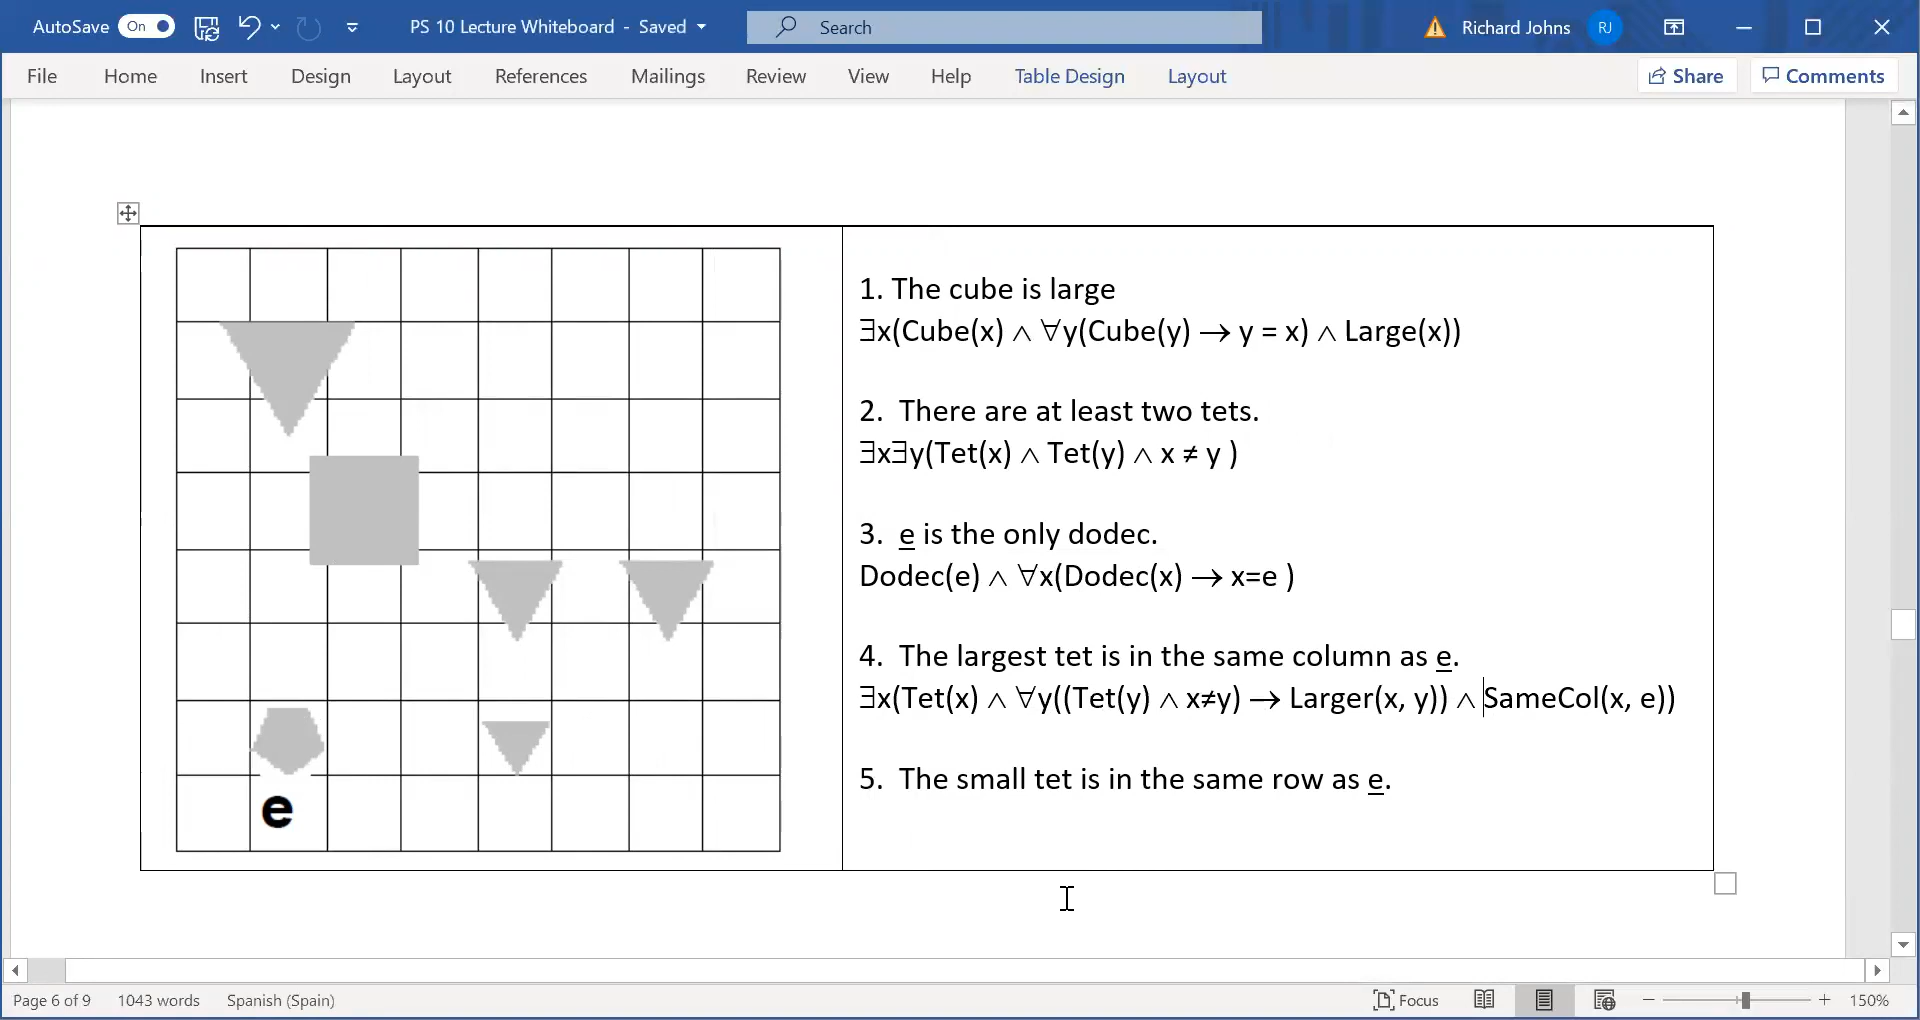 AutoSave On PS 10 Lecture Whiteboard - Saved Search Richard Johns RJ
File Home Insert Design Layout References Mailings Review View Help Table Design Layout Share Comments
1. The cube is large
∃x(Cube(x) ∧ ∀y(Cube(y) → y = x) ∧ Large(x))
2. There are at least two tets.
∃x∃y(Tet(x) ∧ Tet(y) ∧ x ≠ y )
3. e is the only dodec.
Dodec(e) ∧ ∀x(Dodec(x) → x=e )
4. The largest tet is in the same column as e.
∃x(Tet(x) ∧ ∀y((Tet(y) ∧ x≠y) → Larger(x, y)) ∧ SameCol(x, e))
5. The small tet is in the same row as e.
e
Page 6 of 9 1043 words Spanish (Spain) Focus 150%